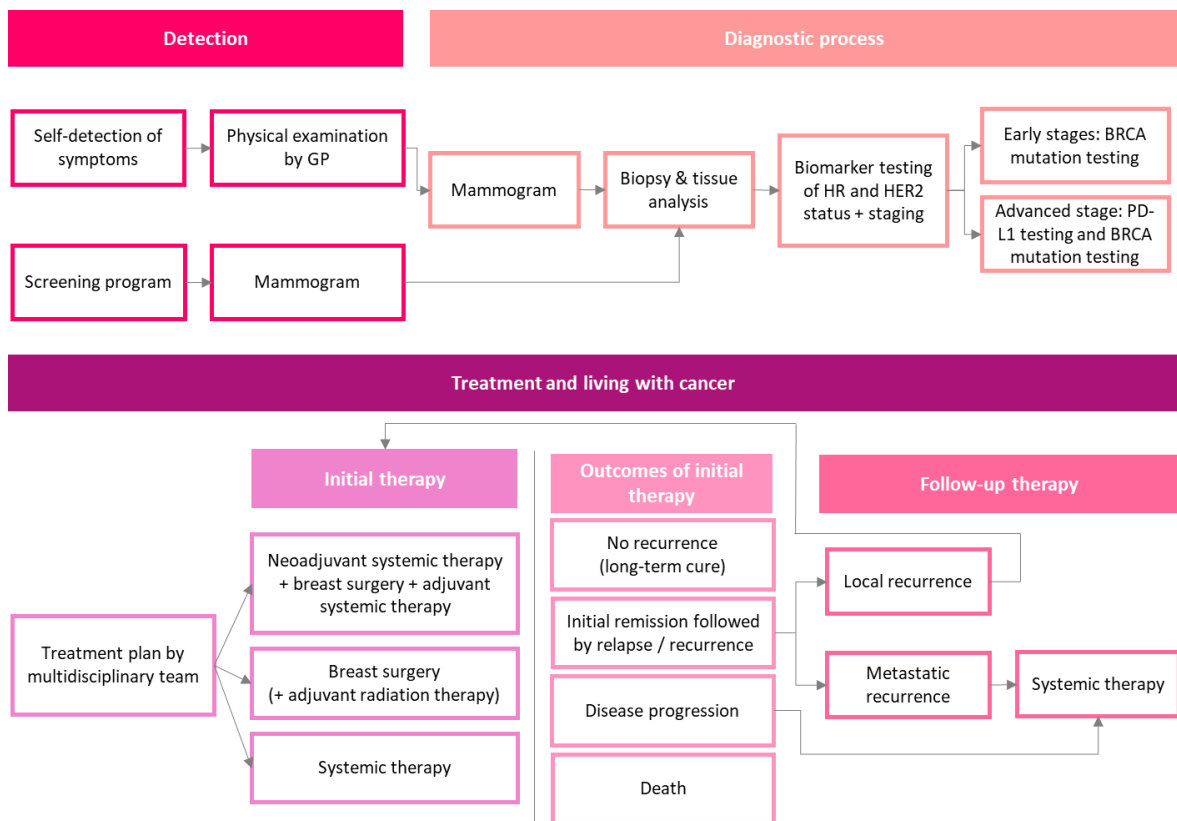 Detection
Diagnostic process
Self-detection of
symptoms
Physical examination
by GP
Mammogram
Biopsy & tissue
analysis
Biomarker testing
of HR and HER2
status + staging
Early stages: BRCA
mutation testing
Advanced stage: PD-
L1 testing and BRCA
mutation testing
Screening program
Mammogram
Treatment and living with cancer
Initial therapy
Outcomes of initial
therapy
Follow-up therapy
Treatment plan by
multidisciplinary team
Neoadjuvant systemic therapy
+ breast surgery + adjuvant
systemic therapy
Breast surgery
(+ adjuvant radiation therapy)
Systemic therapy
No recurrence
(long-term cure)
Initial remission followed
by relapse / recurrence
Disease progression
Death
Local recurrence
Metastatic
recurrence
Systemic therapy